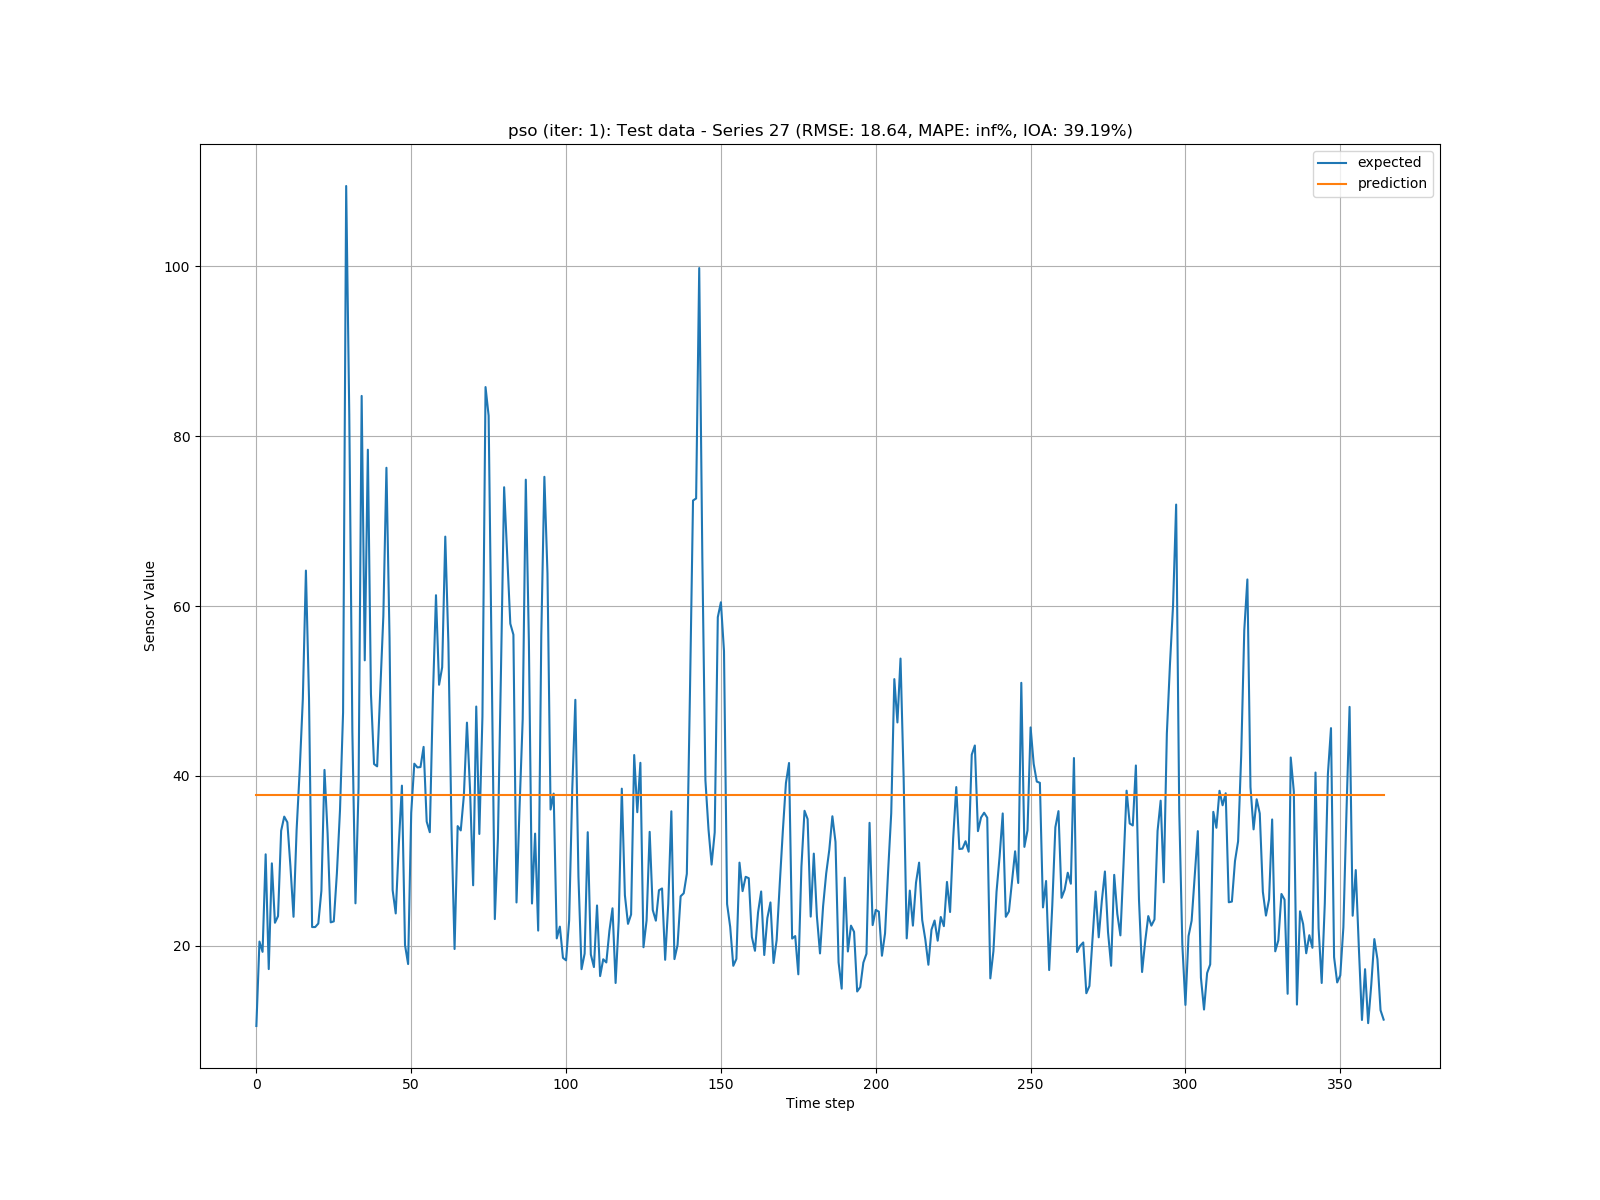 pso (iter: 1): Test data - Series 27 (RMSE: 18.64, MAPE: inf%, IOA: 39.19%)
expected
prediction
100
80
60
40
20
Sensor Value
0
50
100
150
200
250
300
350
Time step